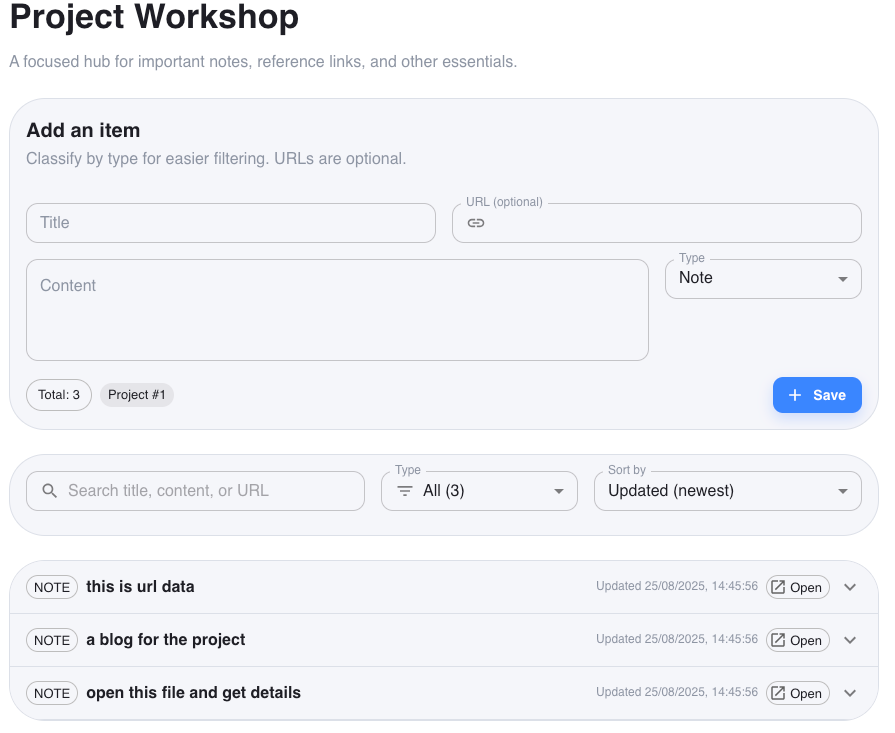 Project Workshop
A focused hub for important notes, reference links, and other essentials.
Add an item
Classify by type for easier filtering. URLs are optional.
Title
URL (optional)
Content
Type
Note
Total: 3
Project #1
+ Save
Search title, content, or URL
Type
All (3)
Sort by
Updated (newest)
NOTE this is url data Updated 25/08/2025, 14:45:56 Open
NOTE a blog for the project Updated 25/08/2025, 14:45:56 Open
NOTE open this file and get details Updated 25/08/2025, 14:45:56 Open